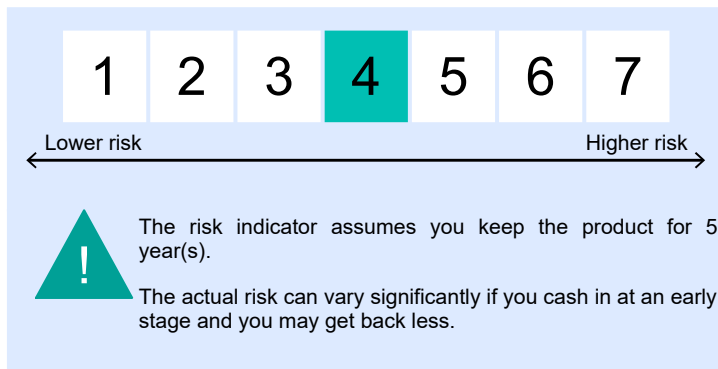 1 2 3 4 5 6 7
Lower risk Higher risk
The risk indicator assumes you keep the product for 5
year(s).
!
The actual risk can vary significantly if you cash in at an early
stage and you may get back less.